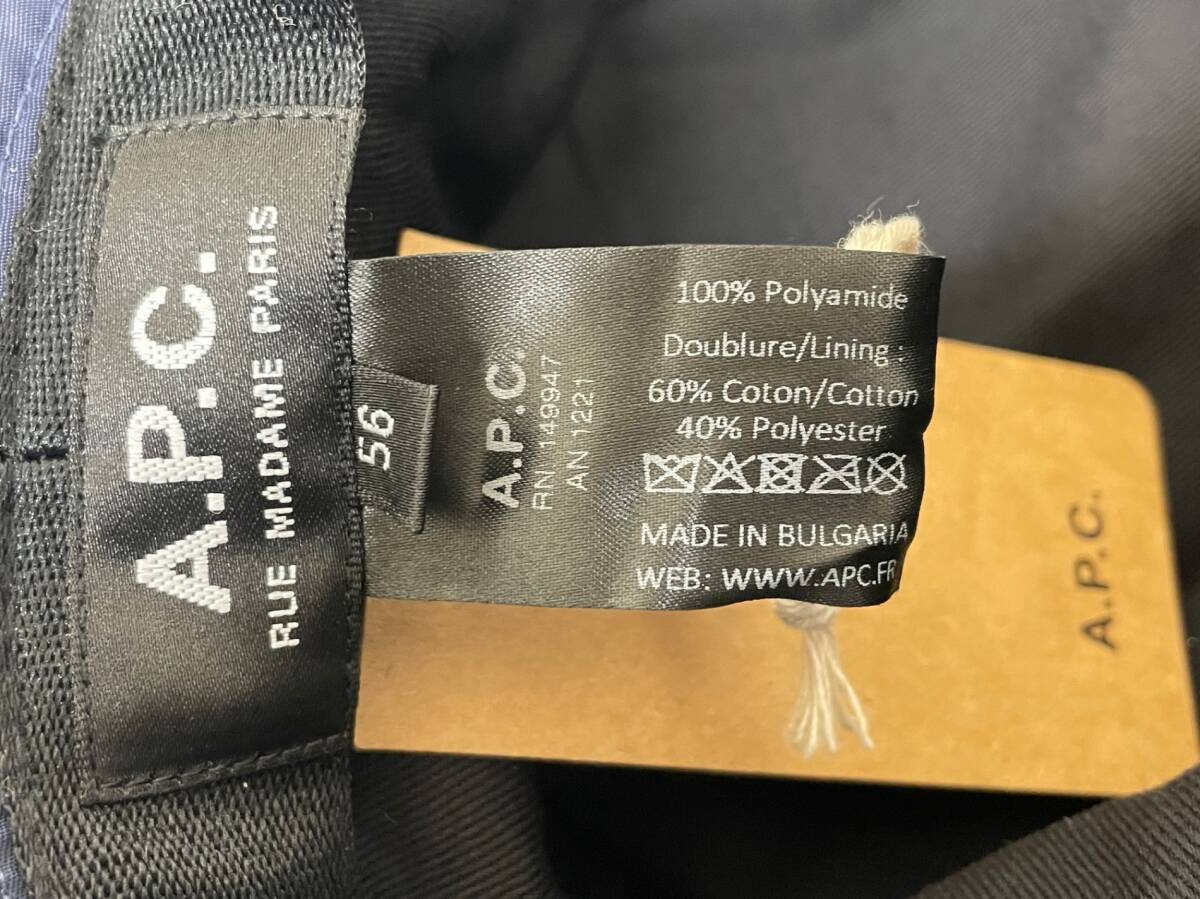 A.P.C.
RUE MADAME PARIS
56
A.P.C.
RN 149947
AN 1221
100% Polyamide
Doublure/Lining :
60% Coton/Cotton
40% Polyester
MADE IN BULGARIA
WEB: WWW.APC.FR
A.P.C.